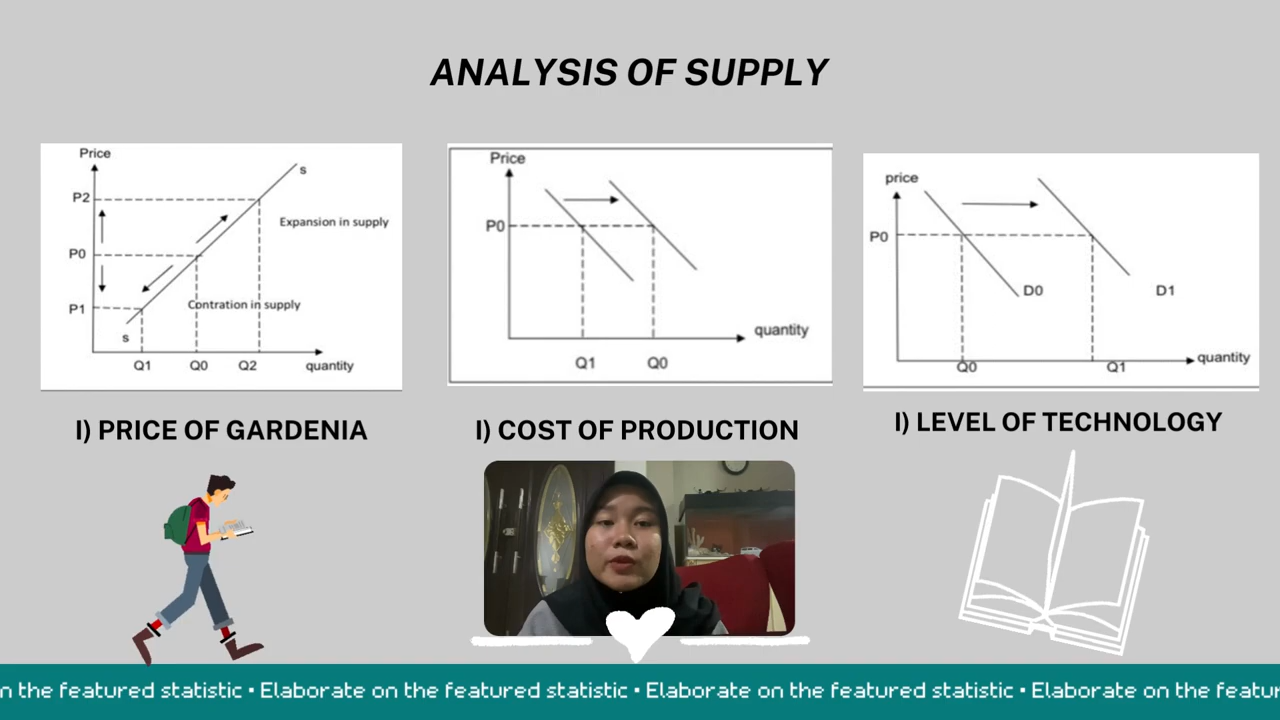 ANALYSIS OF SUPPLY
Price
P2
P0
P1
s
Expansion in supply
Contration in supply
s
Q1 Q0 Q2 quantity
Price
P0
quantity
Q1 Q0
price
P0
D0 D1
quantity
Q0 Q1
I) PRICE OF GARDENIA
I) COST OF PRODUCTION
I) LEVEL OF TECHNOLOGY
n the featured statistic • Elaborate on the featured statistic • Elaborate on the featured statistic • Elaborate on the featur